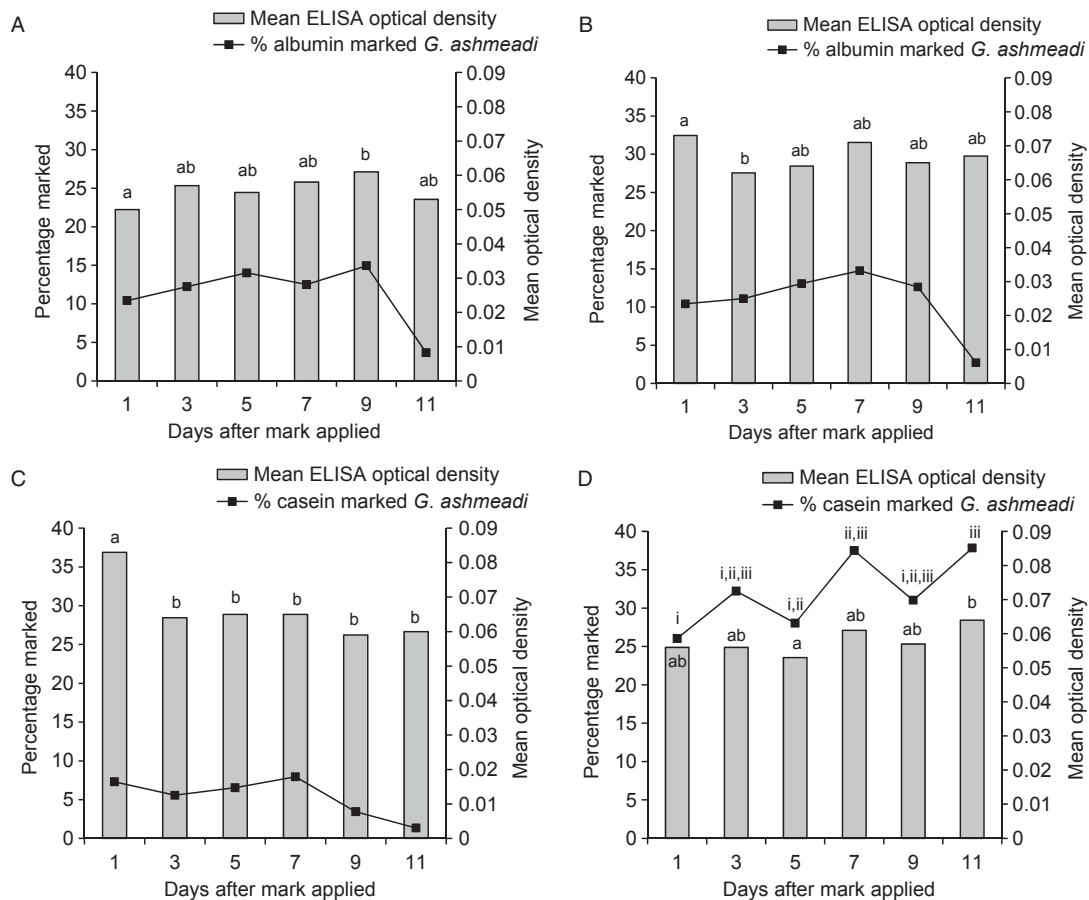 A
Mean ELISA optical density
% albumin marked G. ashmeadi
40
35
30
25
20
15
10
5
0
Percentage marked
0.09
0.08
0.07
0.06
0.05
0.04
0.03
0.02
0.01
0
Mean optical density
a
ab
ab
ab
b
ab
1 3 5 7 9 11
Days after mark applied
B
Mean ELISA optical density
% albumin marked G. ashmeadi
40
35
30
25
20
15
10
5
0
Percentage marked
0.09
0.08
0.07
0.06
0.05
0.04
0.03
0.02
0.01
0
Mean optical density
a
b
ab
ab
ab
ab
1 3 5 7 9 11
Days after mark applied
C
Mean ELISA optical density
% casein marked G. ashmeadi
40
35
30
25
20
15
10
5
0
Percentage marked
0.09
0.08
0.07
0.06
0.05
0.04
0.03
0.02
0.01
0
Mean optical density
a
b
b
b
b
b
1 3 5 7 9 11
Days after mark applied
D
Mean ELISA optical density
% casein marked G. ashmeadi
40
35
30
25
20
15
10
5
0
Percentage marked
0.09
0.08
0.07
0.06
0.05
0.04
0.03
0.02
0.01
0
Mean optical density
i
i,ii,iii
i,ii
ii,iii
i,ii,iii
iii
ab
ab
a
ab
ab
b
1 3 5 7 9 11
Days after mark applied